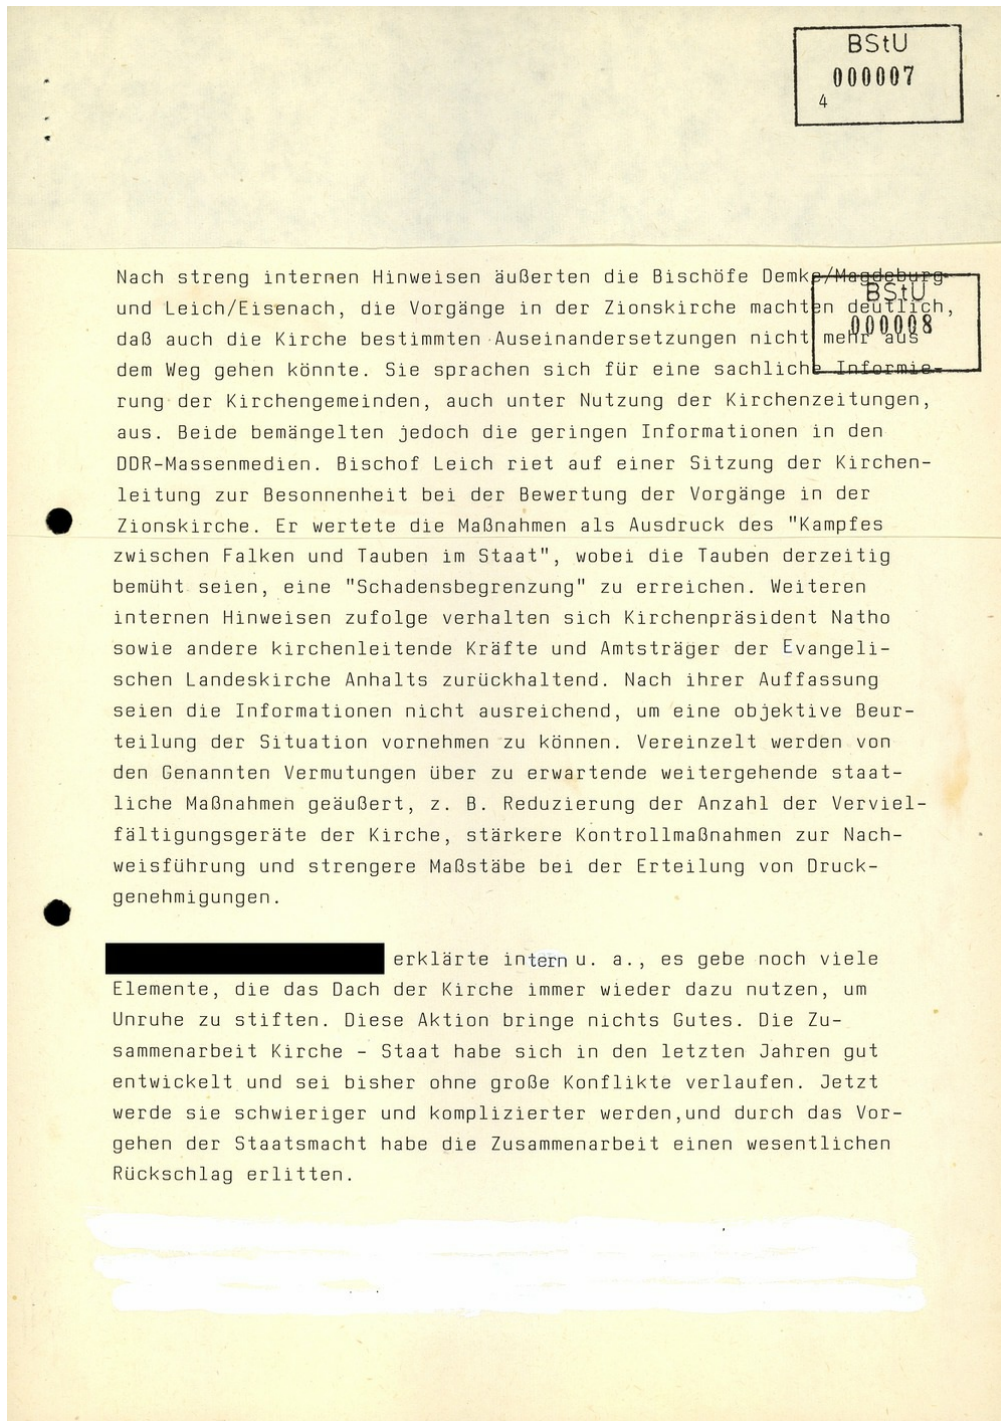 BStU
000007
4
Nach streng internen Hinweisen äußerten die Bischöfe Demke/Magdeburg
und Leich/Eisenach, die Vorgänge in der Zionskirche machten deutlich,
daß auch die Kirche bestimmten Auseinandersetzungen nicht mehr aus
dem Weg gehen könnte. Sie sprachen sich für eine sachliche Informie-
rung der Kirchengemeinden, auch unter Nutzung der Kirchenzeitungen,
aus. Beide bemängelten jedoch die geringen Informationen in den
DDR-Massenmedien. Bischof Leich riet auf einer Sitzung der Kirchen-
leitung zur Besonnenheit bei der Bewertung der Vorgänge in der
Zionskirche. Er wertete die Maßnahmen als Ausdruck des "Kampfes
zwischen Falken und Tauben im Staat", wobei die Tauben derzeitig
bemüht seien, eine "Schadensbegrenzung" zu erreichen. Weiteren
internen Hinweisen zufolge verhalten sich Kirchenpräsident Natho
sowie andere kirchenleitende Kräfte und Amtsträger der Evangeli-
schen Landeskirche Anhalts zurückhaltend. Nach ihrer Auffassung
seien die Informationen nicht ausreichend, um eine objektive Beur-
teilung der Situation vornehmen zu können. Vereinzelt werden von
den Genannten Vermutungen über zu erwartende weitergehende staat-
liche Maßnahmen geäußert, z. B. Reduzierung der Anzahl der Verviel-
fältigungsgeräte der Kirche, stärkere Kontrollmaßnahmen zur Nach-
weisführung und strengere Maßstäbe bei der Erteilung von Druck-
genehmigungen.
BStU
000008
erklärte intern u. a., es gebe noch viele
Elemente, die das Dach der Kirche immer wieder dazu nutzen, um
Unruhe zu stiften. Diese Aktion bringe nichts Gutes. Die Zu-
sammenarbeit Kirche - Staat habe sich in den letzten Jahren gut
entwickelt und sei bisher ohne große Konflikte verlaufen. Jetzt
werde sie schwieriger und komplizierter werden,und durch das Vor-
gehen der Staatsmacht habe die Zusammenarbeit einen wesentlichen
Rückschlag erlitten.